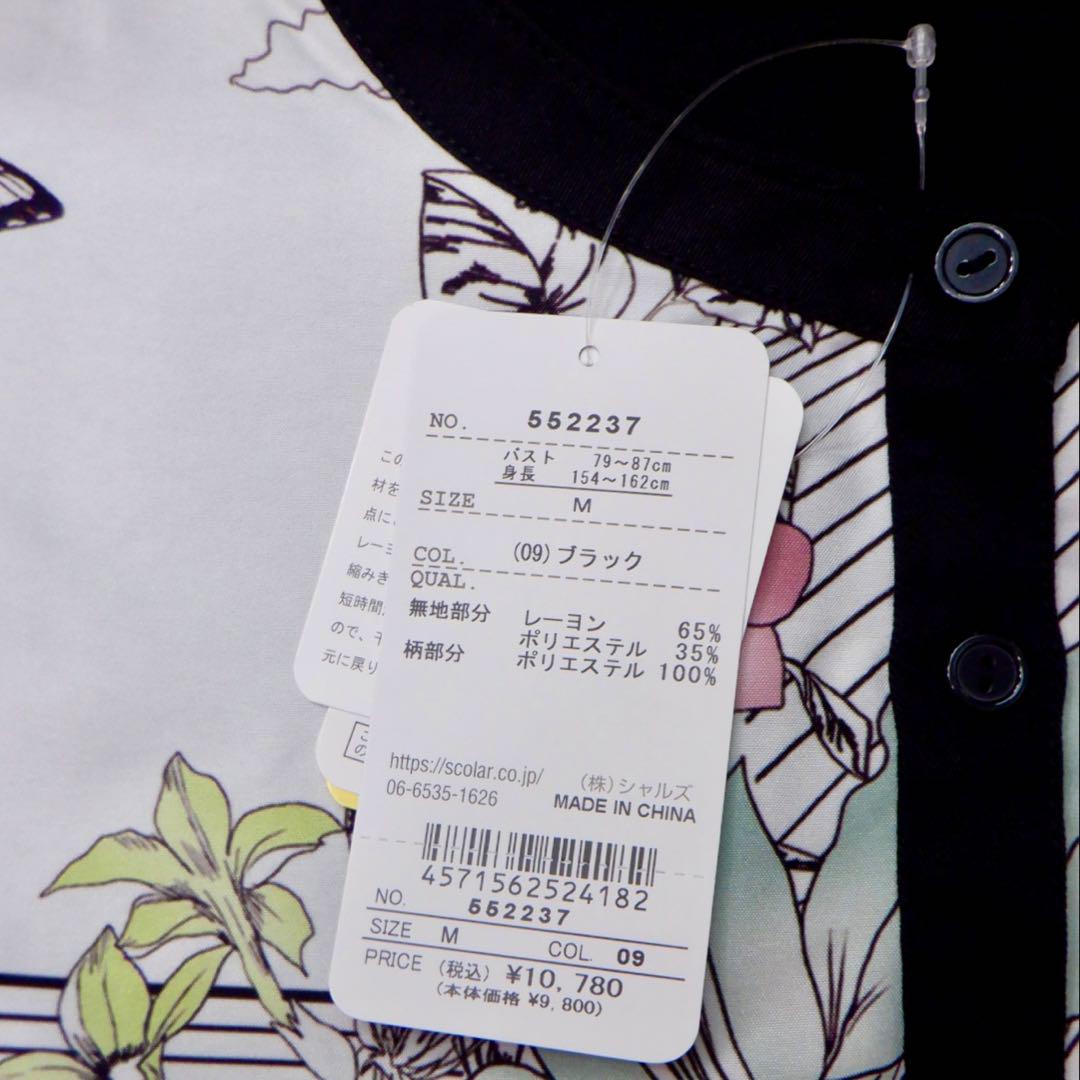 NO. 552237
バスト 79～87cm
身長 154～162cm
SIZE M
COL. (09)ブラック
QUAL.
無地部分 レーヨン 65%
ポリエステル 35%
柄部分 ポリエステル 100%
https://scolar.co.jp/ (株)シャルズ
06-6535-1626 MADE IN CHINA
4571562524182
NO. 552237
SIZE M COL. 09
PRICE (税込) ¥10,780
(本体価格 ¥9,800)
この
材を
点に
レー
縮みき
短時間
ので、
元に戻り